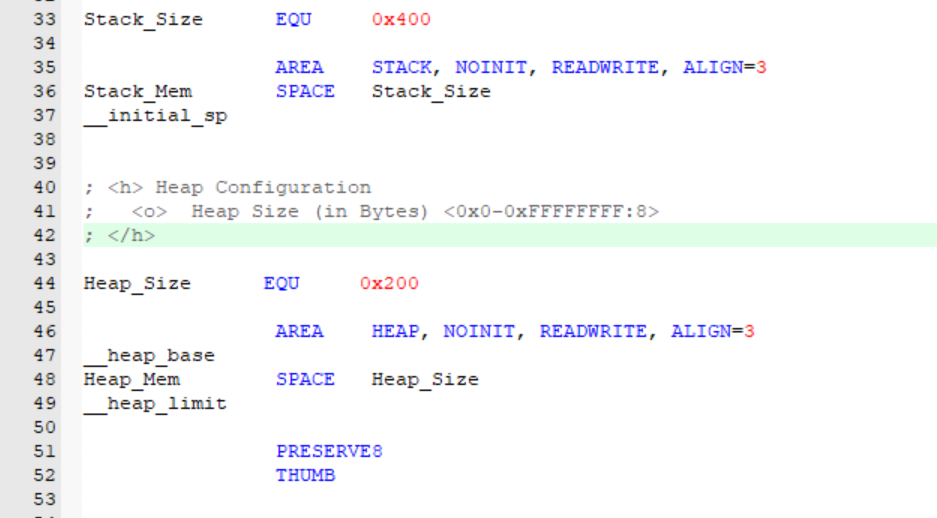 33 Stack_Size EQU 0x400
34
35 AREA STACK, NOINIT, READWRITE, ALIGN=3
36 Stack_Mem SPACE Stack_Size
37 __initial_sp
38
39
40 ; <h> Heap Configuration
41 ;   <o>  Heap Size (in Bytes) <0x0-0xFFFFFFFF:8>
42 ; </h>
43
44 Heap_Size EQU 0x200
45
46 AREA HEAP, NOINIT, READWRITE, ALIGN=3
47 __heap_base
48 Heap_Mem SPACE Heap_Size
49 __heap_limit
50
51 PRESERVE8
52 THUMB
53